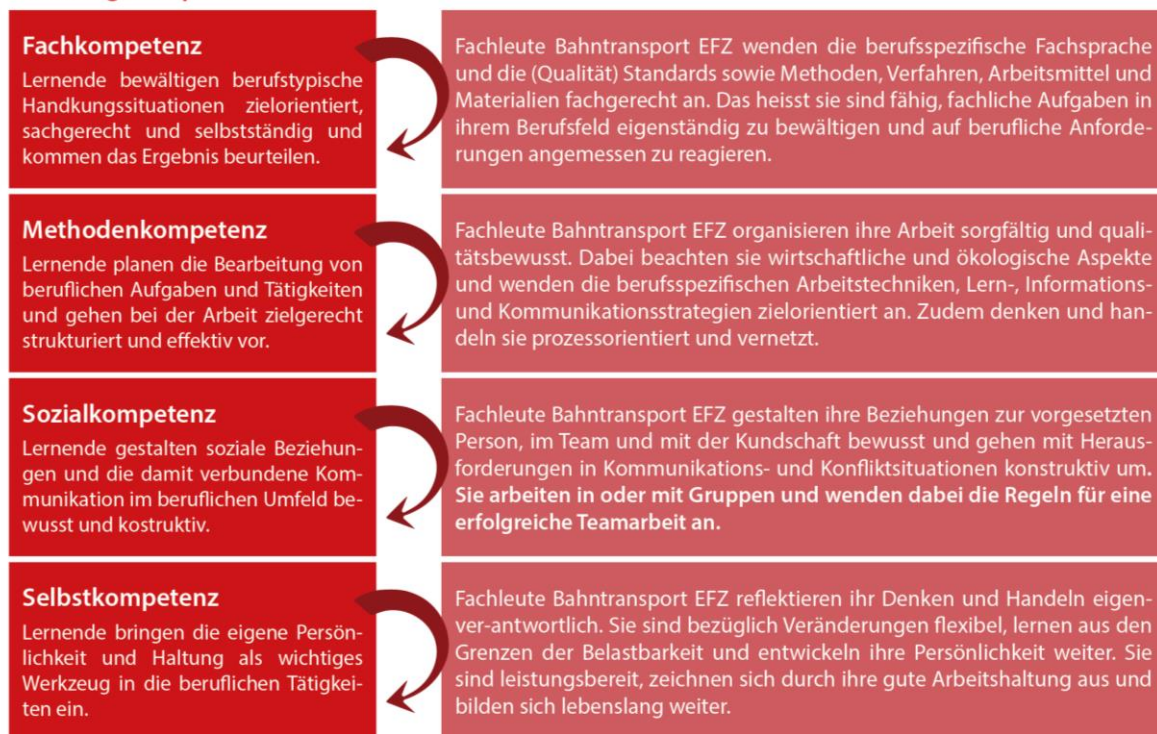 Fachkompetenz
Lernende bewältigen berufstypische
Handkungssituationen zielorientiert,
sachgerecht und selbstständig und
kommen das Ergebnis beurteilen.
Fachleute Bahntransport EFZ wenden die berufsspezifische Fachsprache
und die (Qualität) Standards sowie Methoden, Verfahren, Arbeitsmittel und
Materialien fachgerecht an. Das heisst sie sind fähig, fachliche Aufgaben in
ihrem Berufsfeld eigenständig zu bewältigen und auf berufliche Anforde-
rungen angemessen zu reagieren.
Methodenkompetenz
Lernende planen die Bearbeitung von
beruflichen Aufgaben und Tätigkeiten
und gehen bei der Arbeit zielgerecht
strukturiert und effektiv vor.
Fachleute Bahntransport EFZ organisieren ihre Arbeit sorgfältig und quali-
tätsbewusst. Dabei beachten sie wirtschaftliche und ökologische Aspekte
und wenden die berufsspezifischen Arbeitstechniken, Lern-, Informations-
und Kommunikationsstrategien zielorientiert an. Zudem denken und han-
deln sie prozessorientiert und vernetzt.
Sozialkompetenz
Lernende gestalten soziale Beziehun-
gen und die damit verbundene Kom-
munikation im beruflichen Umfeld be-
wusst und kostruktiv.
Fachleute Bahntransport EFZ gestalten ihre Beziehungen zur vorgesetzten
Person, im Team und mit der Kundschaft bewusst und gehen mit Heraus-
forderungen in Kommunikations- und Konfliktsituationen konstruktiv um.
Sie arbeiten in oder mit Gruppen und wenden dabei die Regeln für eine
erfolgreiche Teamarbeit an.
Selbstkompetenz
Lernende bringen die eigene Persön-
lichkeit und Haltung als wichtiges
Werkzeug in die beruflichen Tätigkei-
ten ein.
Fachleute Bahntransport EFZ reflektieren ihr Denken und Handeln eigen-
ver-antwortlich. Sie sind bezüglich Veränderungen flexibel, lernen aus den
Grenzen der Belastbarkeit und entwickeln ihre Persönlichkeit weiter. Sie
sind leistungsbereit, zeichnen sich durch ihre gute Arbeitshaltung aus und
bilden sich lebenslang weiter.